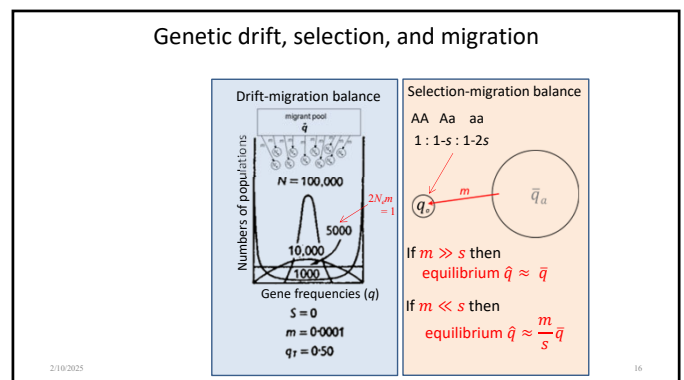 Genetic drift, selection, and migration
Drift-migration balance
migrant pool
q̄
Numbers of populations
N = 100,000
2Nₑm
= 1
5000
10,000
1000
Gene frequencies (q)
S = 0
m = 0·0001
q_T = 0·50
Selection-migration balance
AA Aa aa
1 : 1-s : 1-2s
m
qₒ
q̄ₐ
If m ≫ s then
equilibrium q̂ ≈ q̄
If m ≪ s then
equilibrium q̂ ≈ m/s q̄
2/10/2025
16